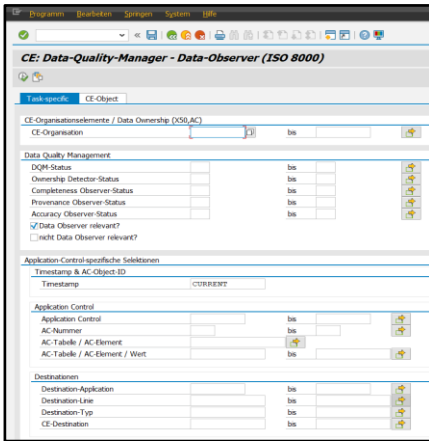 Programm Bearbeiten Springen System Hilfe
CE: Data-Quality-Manager - Data-Observer (ISO 8000)
Task-specific CE-Object
CE-Organisationselemente / Data Ownership (X50,AC)
CE-Organisation bis
Data Quality Management
DQM-Status bis
Ownership Detector-Status bis
Completeness Observer-Status bis
Provenance Observer-Status bis
Accuracy Observer-Status bis
Data Observer relevant?
nicht Data Observer relevant?
Application-Control-spezifische Selektionen
Timestamp & AC-Object-ID
Timestamp CURRENT
Application Control
Application Control bis
AC-Nummer bis
AC-Tabelle / AC-Element
AC-Tabelle / AC-Element / Wert bis
Destinationen
Destination-Application bis
Destination-Linie bis
Destination-Typ bis
CE-Destination bis